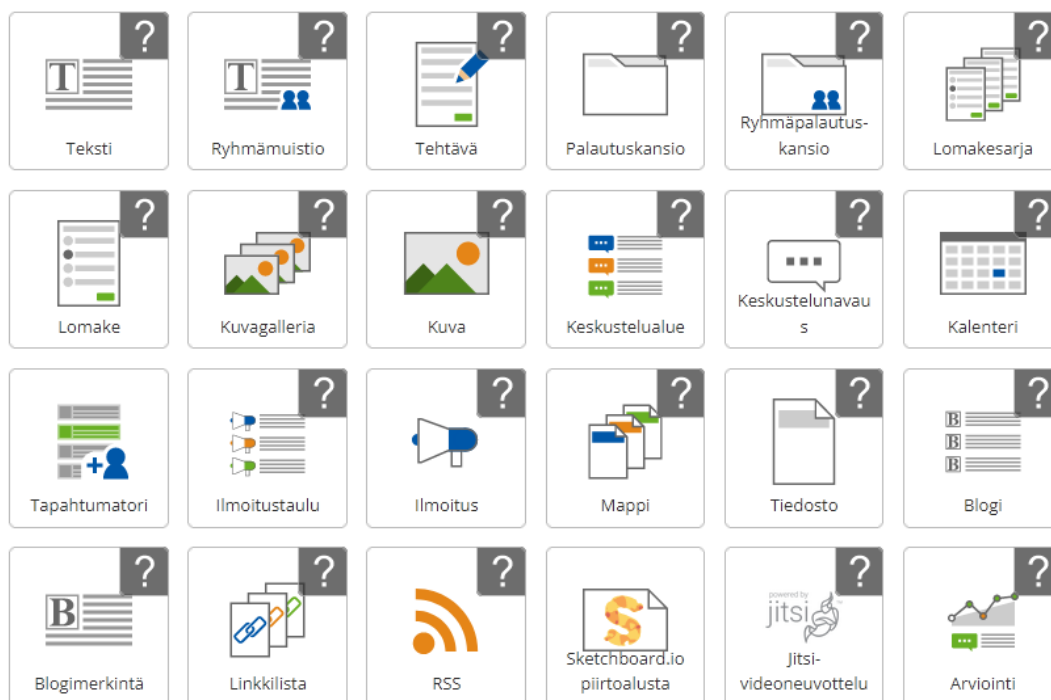 ? ? ? ? ? ?
T T
Teksti Ryhmämuistio Tehtävä Palautuskansio Ryhmäpalautus-
kansio Lomakesarja
? ? ? ? ? ?
Lomake Kuvagalleria Kuva Keskustelualue Keskustelunavau
s Kalenteri
? ? ? ? ?
B
B
B
Tapahtumatori Ilmoitustaulu Ilmoitus Mappi Tiedosto Blogi
? ? ? ? ?
B S powered by
jitsi
Blogimerkintä Linkkilista RSS Sketchboard.io
piirtoalusta Jitsi-
videoneuvottelu Arviointi